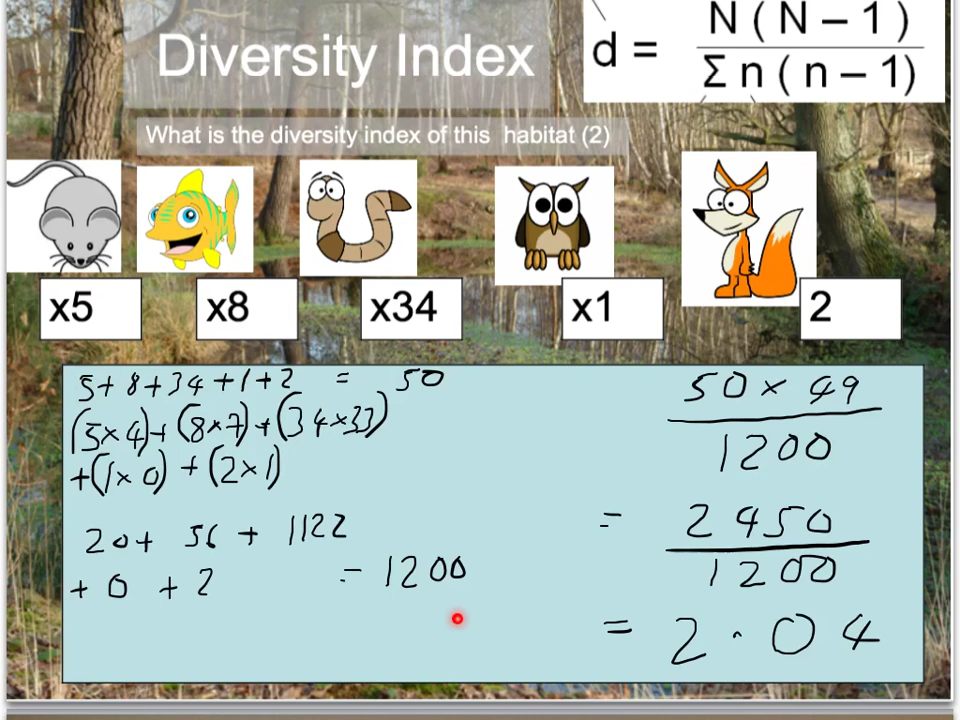 Diversity Index
d = N ( N – 1 )
Σ n ( n – 1)
What is the diversity index of this habitat (2)
x5 x8 x34 x1 2
5+ 8+34 +1+2 = 50
(5×4)+ (8×7)+(34×33)
+(1×0) + (2×1)
20+ 56 + 1122
+ 0 + 2 = 1200
50× 49
1200
= 2450
1200
= 2.04